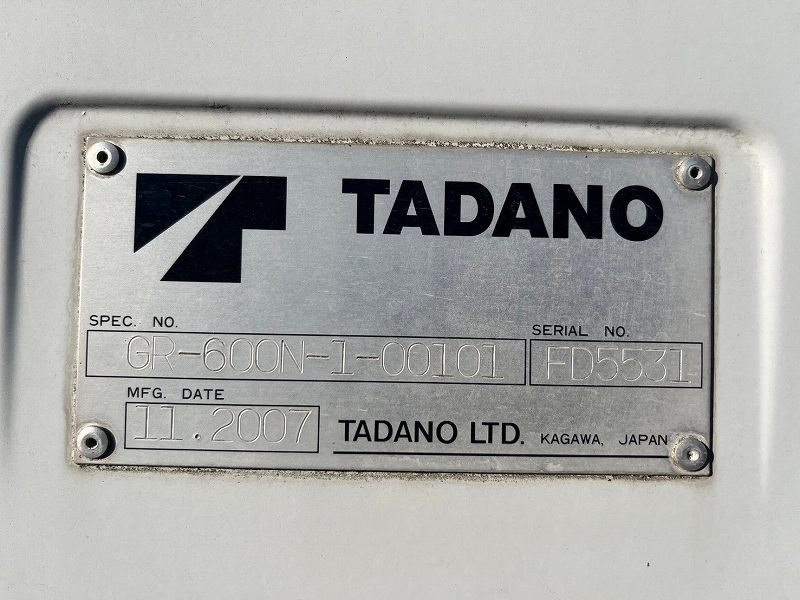 TADANO
SPEC. NO.
GR-600N-1-00101
SERIAL NO.
FD5531
MFG. DATE
11.2007
TADANO LTD. KAGAWA, JAPAN